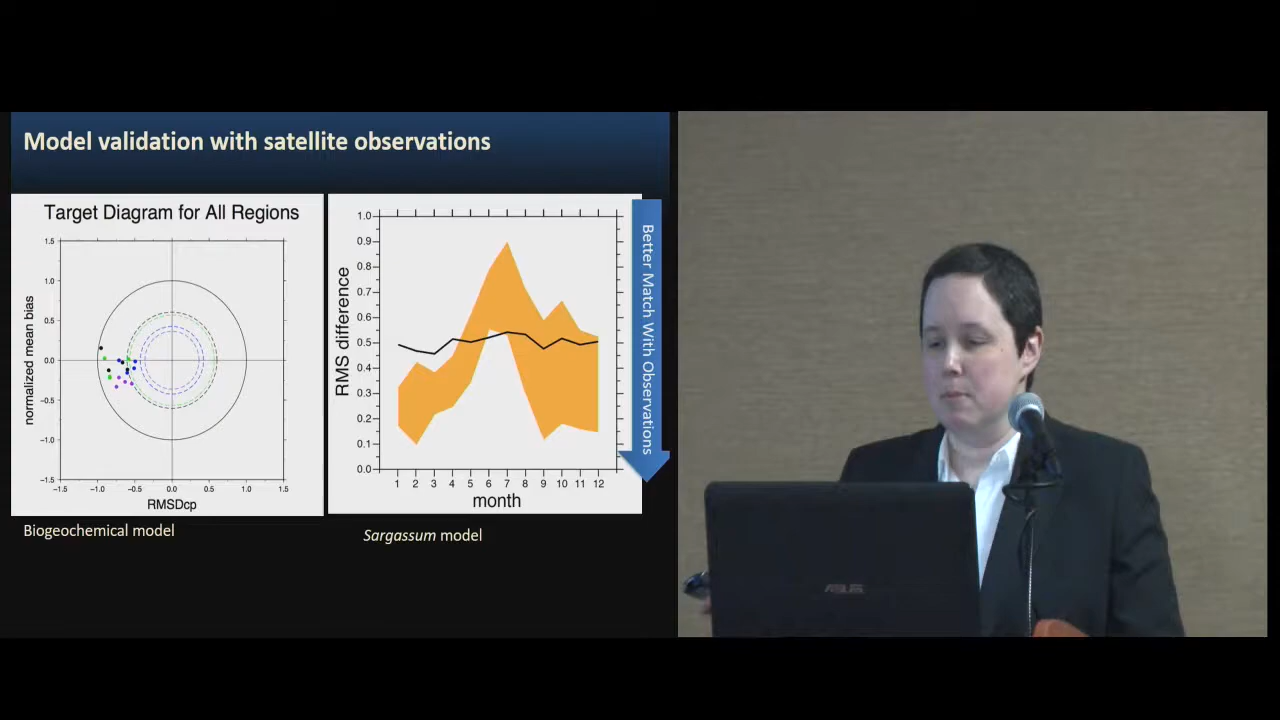 Model validation with satellite observations
Target Diagram for All Regions
normalized mean bias
1.5
1.0
0.5
0.0
−0.5
−1.0
−1.5
−1.5 −1.0 −0.5 0.0 0.5 1.0 1.5
RMSDcp
Biogeochemical model
RMS difference
1.0
0.9
0.8
0.7
0.6
0.5
0.4
0.3
0.2
0.1
0.0
1 2 3 4 5 6 7 8 9 10 11 12
month
Sargassum model
Better Match With Observations
ASUS